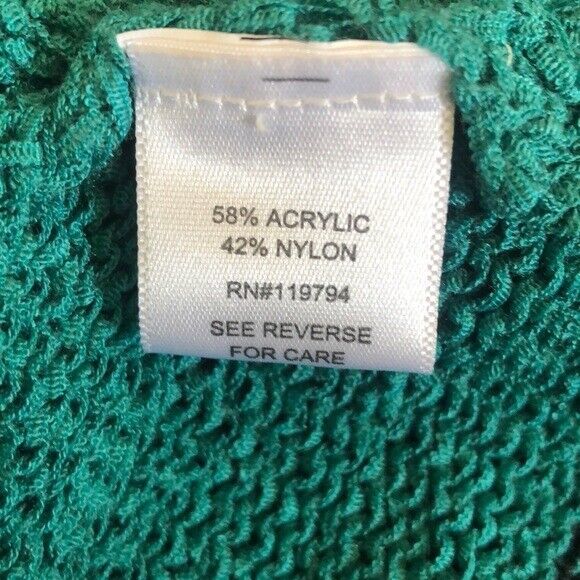 58% ACRYLIC
42% NYLON
RN#119794
SEE REVERSE
FOR CARE